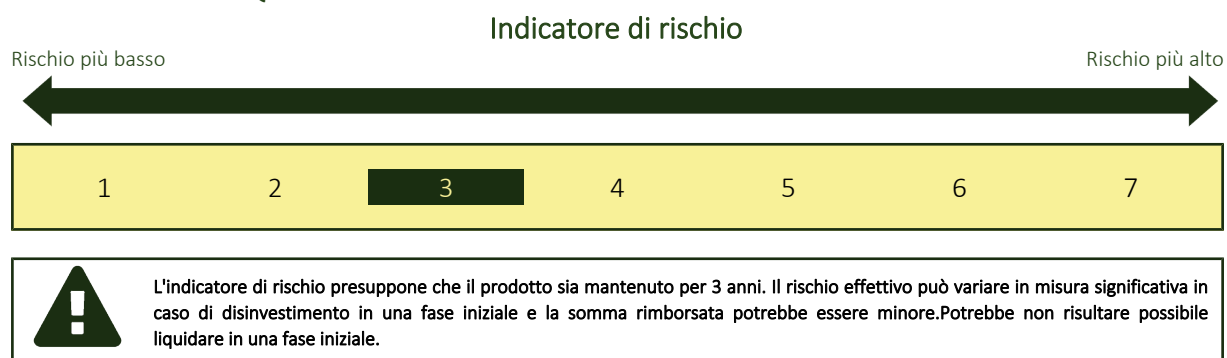 Indicatore di rischio
Rischio più basso Rischio più alto
1 2 3 4 5 6 7
L'indicatore di rischio presuppone che il prodotto sia mantenuto per 3 anni. Il rischio effettivo può variare in misura significativa in
caso di disinvestimento in una fase iniziale e la somma rimborsata potrebbe essere minore.Potrebbe non risultare possibile
liquidare in una fase iniziale.